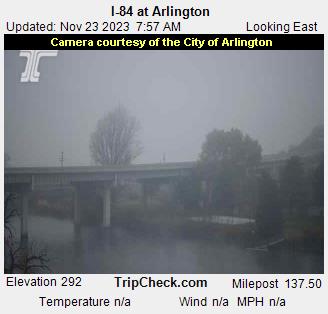 I-84 at Arlington
Updated: Nov 23 2023 7:57 AM Looking East
Camera courtesy of the City of Arlington
Elevation 292 TripCheck.com Milepost 137.50
Temperature n/a Wind n/a MPH n/a